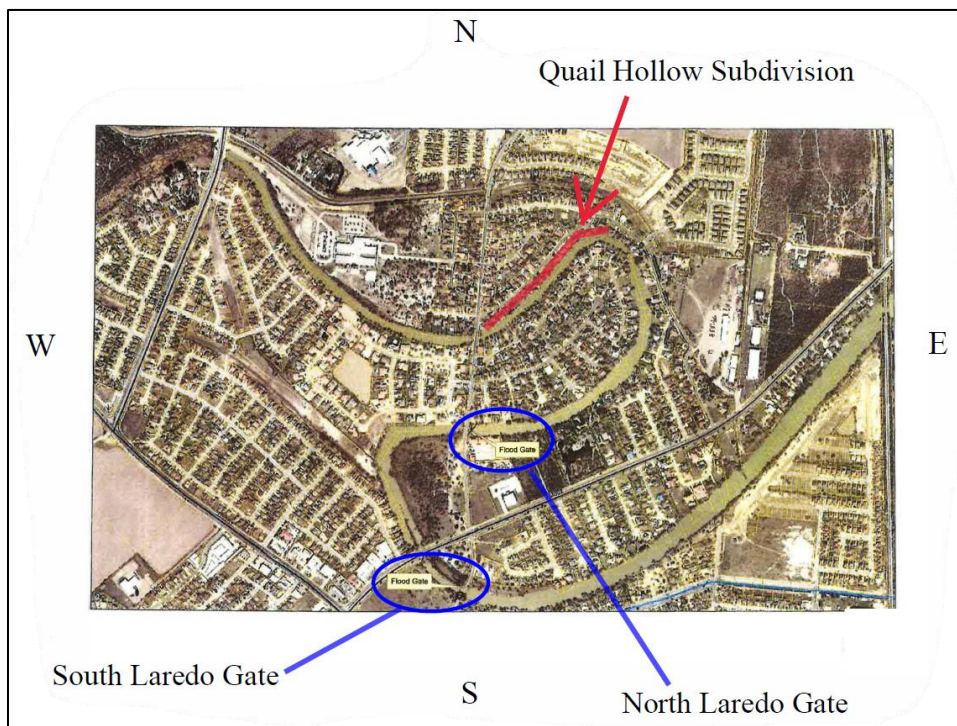 N
Quail Hollow Subdivision
W
E
Flood Gate
Flood Gate
South Laredo Gate
S
North Laredo Gate